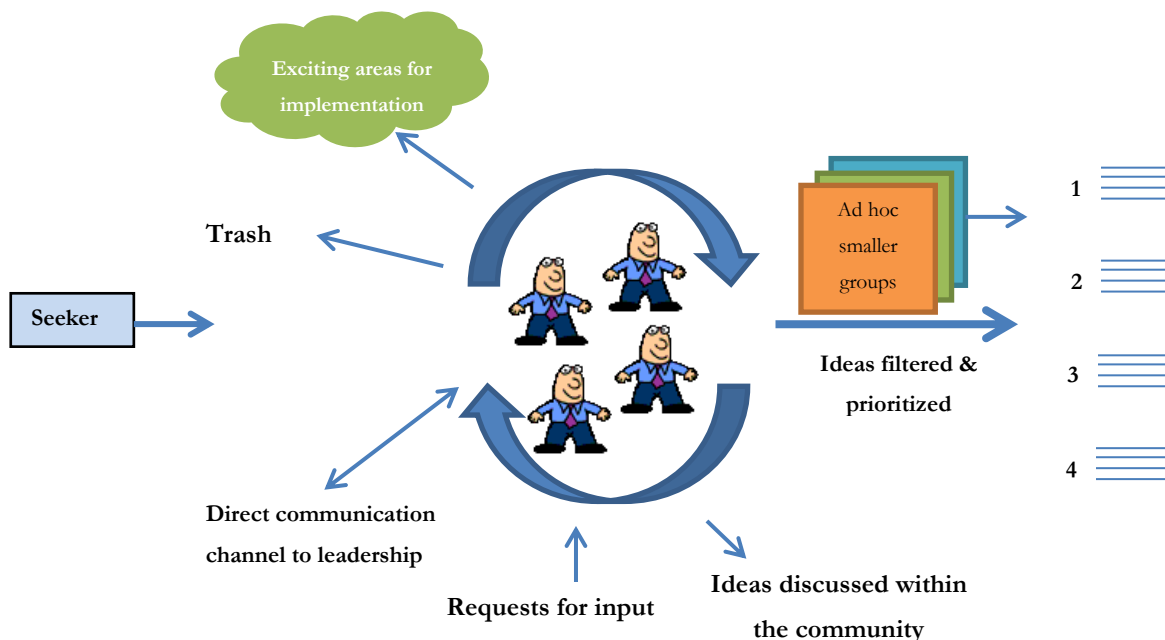 Exciting areas for
implementation
Trash
Seeker
Ad hoc
smaller
groups
Ideas filtered &
prioritized
1
2
3
4
Direct communication
channel to leadership
Requests for input
Ideas discussed within
the community